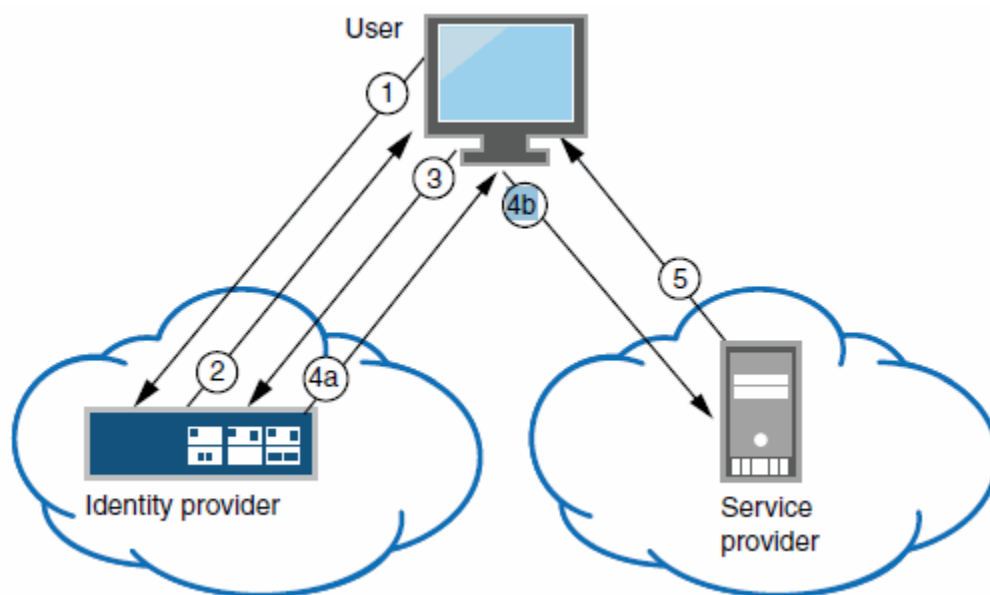 User
1
3
4b
5
2
4a
Identity provider
Service
provider